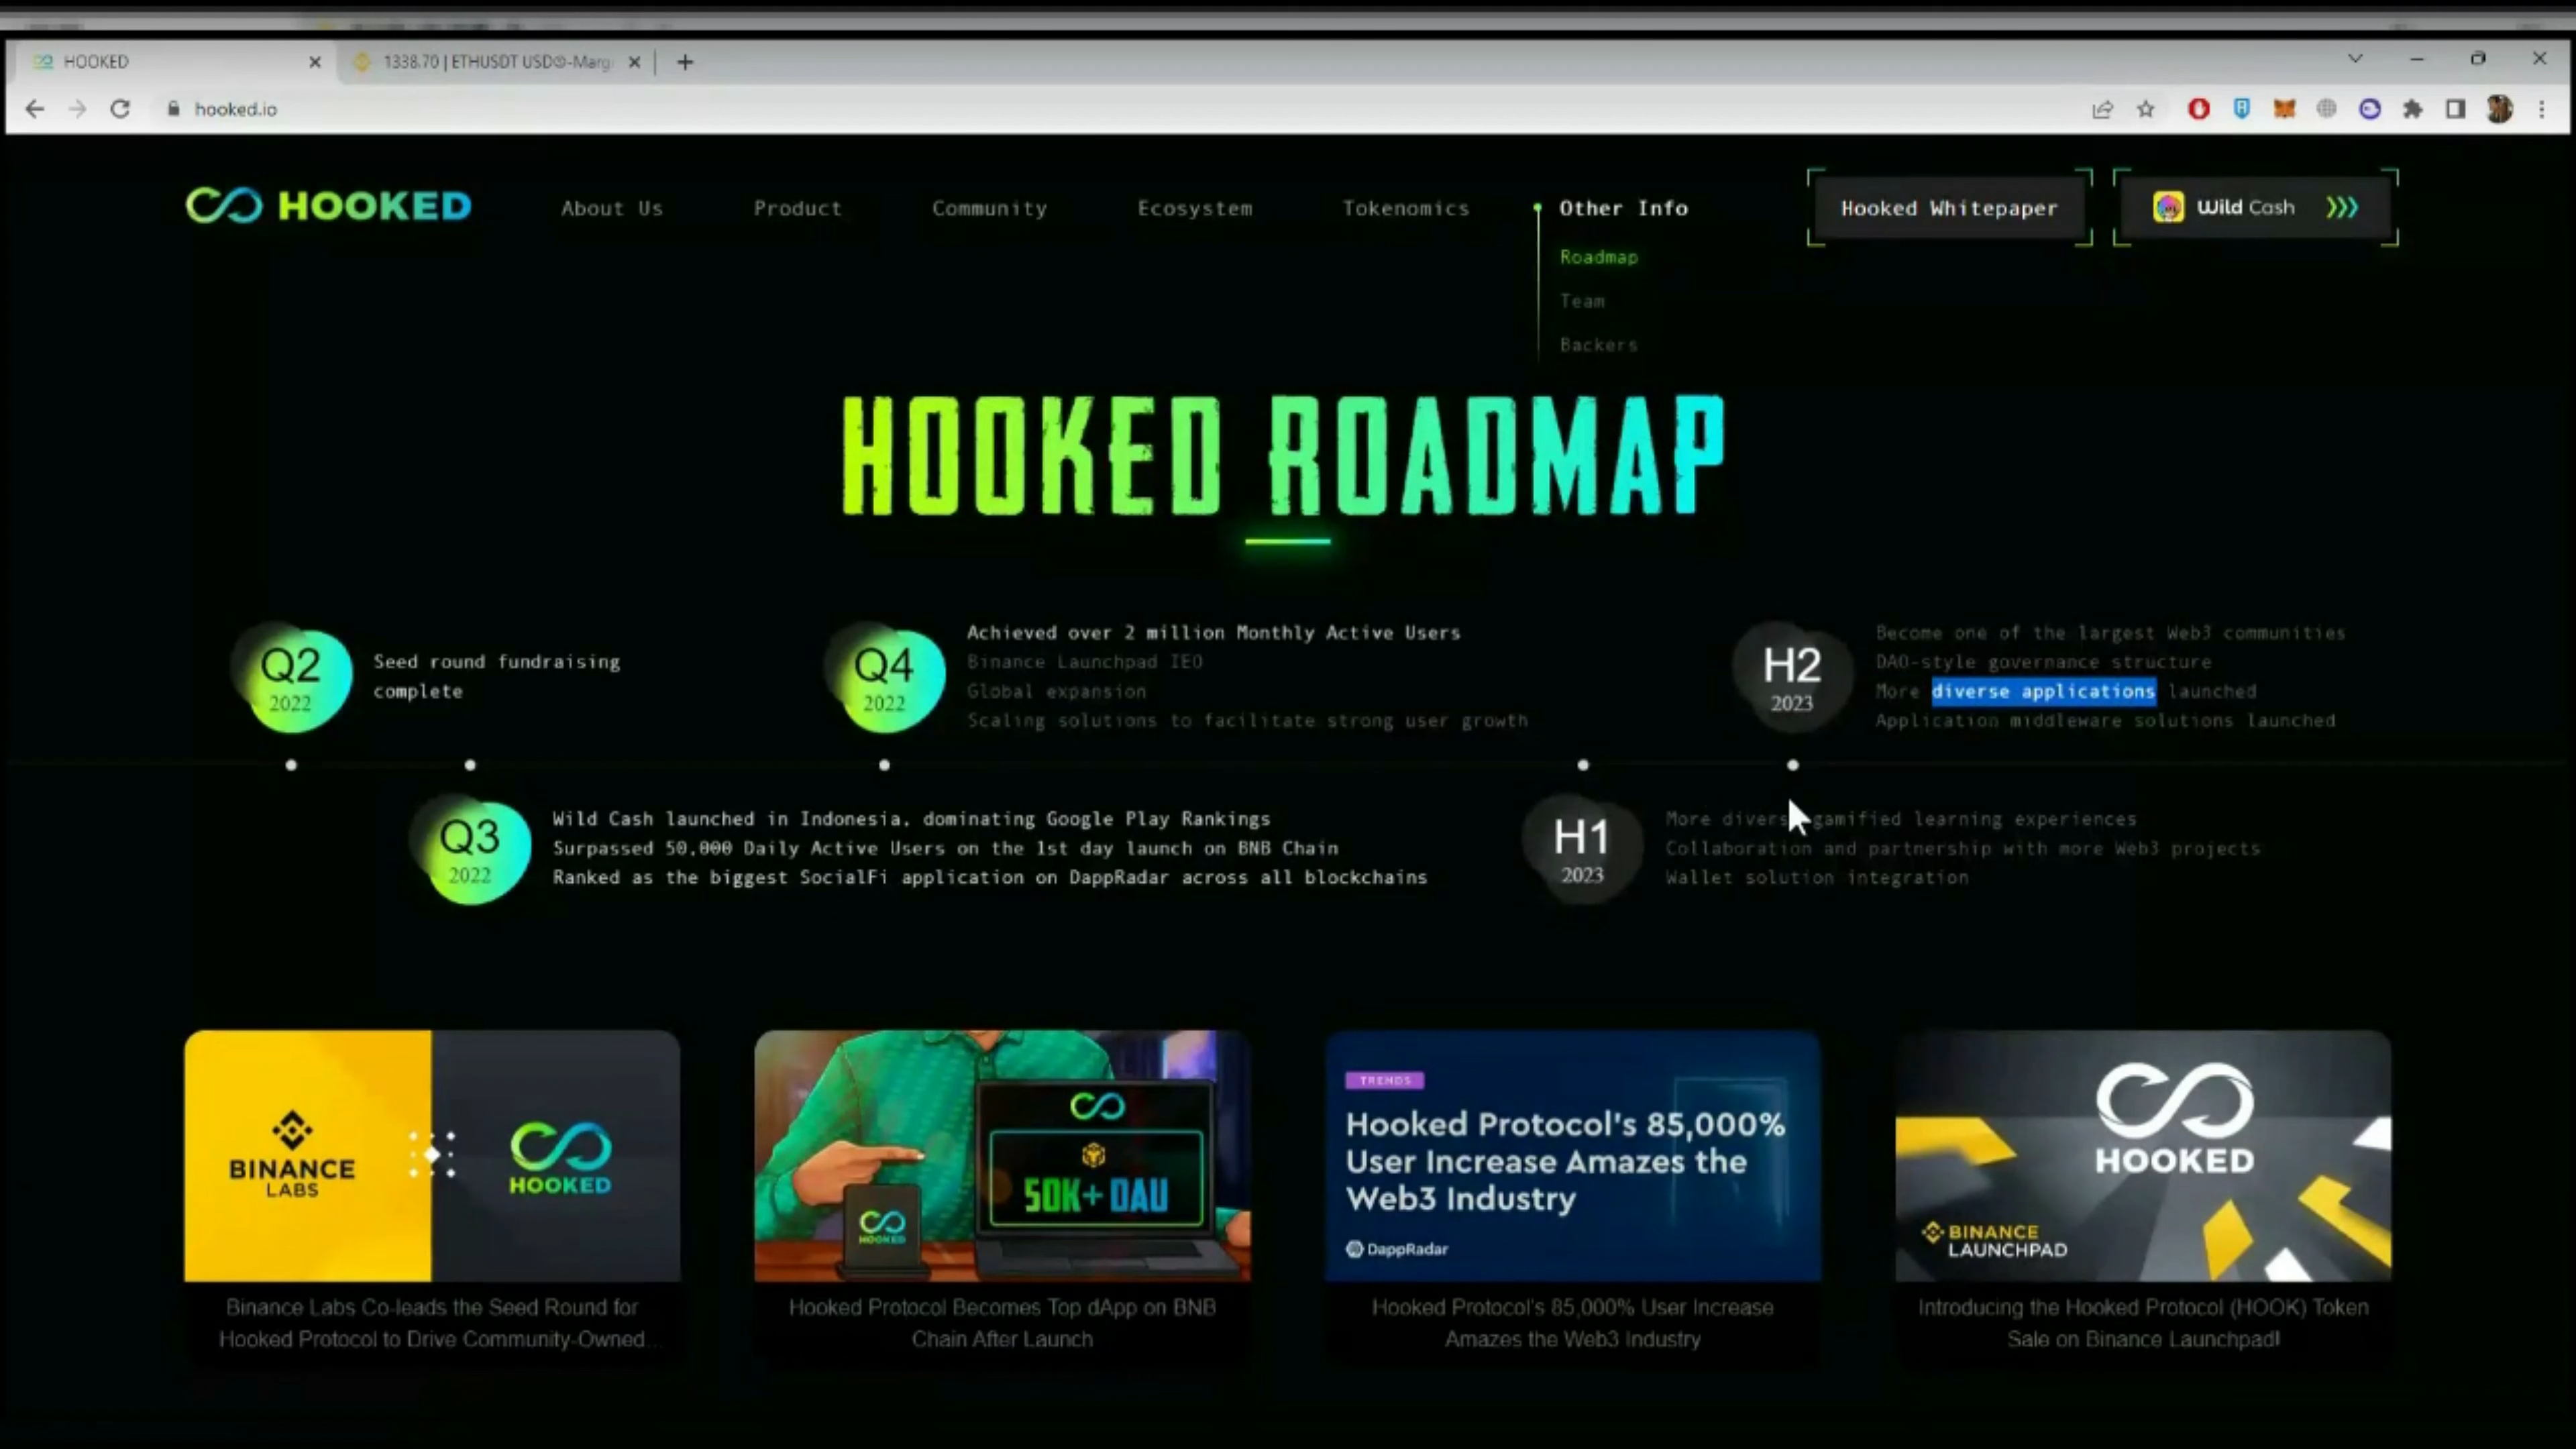 HOOKED
1338.70 | ETHUSDT USD®-Marg
hooked.io
HOOKED
About Us
Product
Community
Ecosystem
Tokenomics
Other Info
Hooked Whitepaper
Wild Cash
Roadmap
Team
Backers
HOOKED ROADMAP
Q2
2022
Seed round fundraising
complete
Q4
2022
Achieved over 2 million Monthly Active Users
Binance Launchpad IEO
Global expansion
Scaling solutions to facilitate strong user growth
H2
2023
Become one of the largest Web3 communities
DAO-style governance structure
More diverse applications launched
Application middleware solutions launched
Q3
2022
Wild Cash launched in Indonesia, dominating Google Play Rankings
Surpassed 50,000 Daily Active Users on the 1st day launch on BNB Chain
Ranked as the biggest SocialFi application on DappRadar across all blockchains
H1
2023
More divers gamified learning experiences
Collaboration and partnership with more Web3 projects
Wallet solution integration
BINANCE
LABS
HOOKED
HOOKED
50K+ DAU
TRENDS
Hooked Protocol's 85,000%
User Increase Amazes the
Web3 Industry
DappRadar
HOOKED
BINANCE
LAUNCHPAD
Binance Labs Co-leads the Seed Round for
Hooked Protocol to Drive Community-Owned...
Hooked Protocol Becomes Top dApp on BNB
Chain After Launch
Hooked Protocol's 85,000% User Increase
Amazes the Web3 Industry
Introducing the Hooked Protocol (HOOK) Token
Sale on Binance Launchpad!